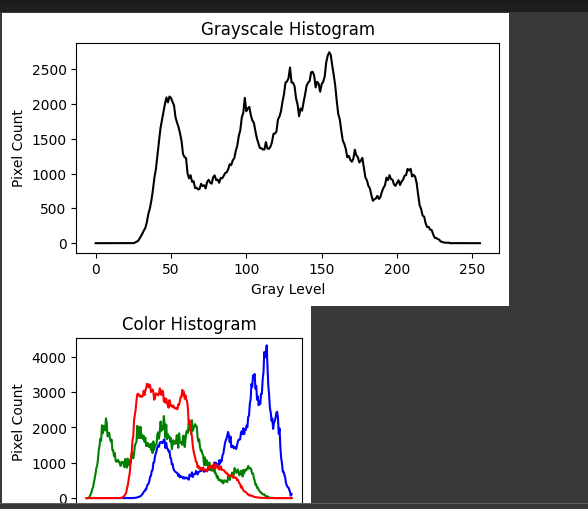 Grayscale Histogram
Pixel Count
2500
2000
1500
1000
500
0
0 50 100 150 200 250
Gray Level
Color Histogram
Pixel Count
4000
3000
2000
1000
0